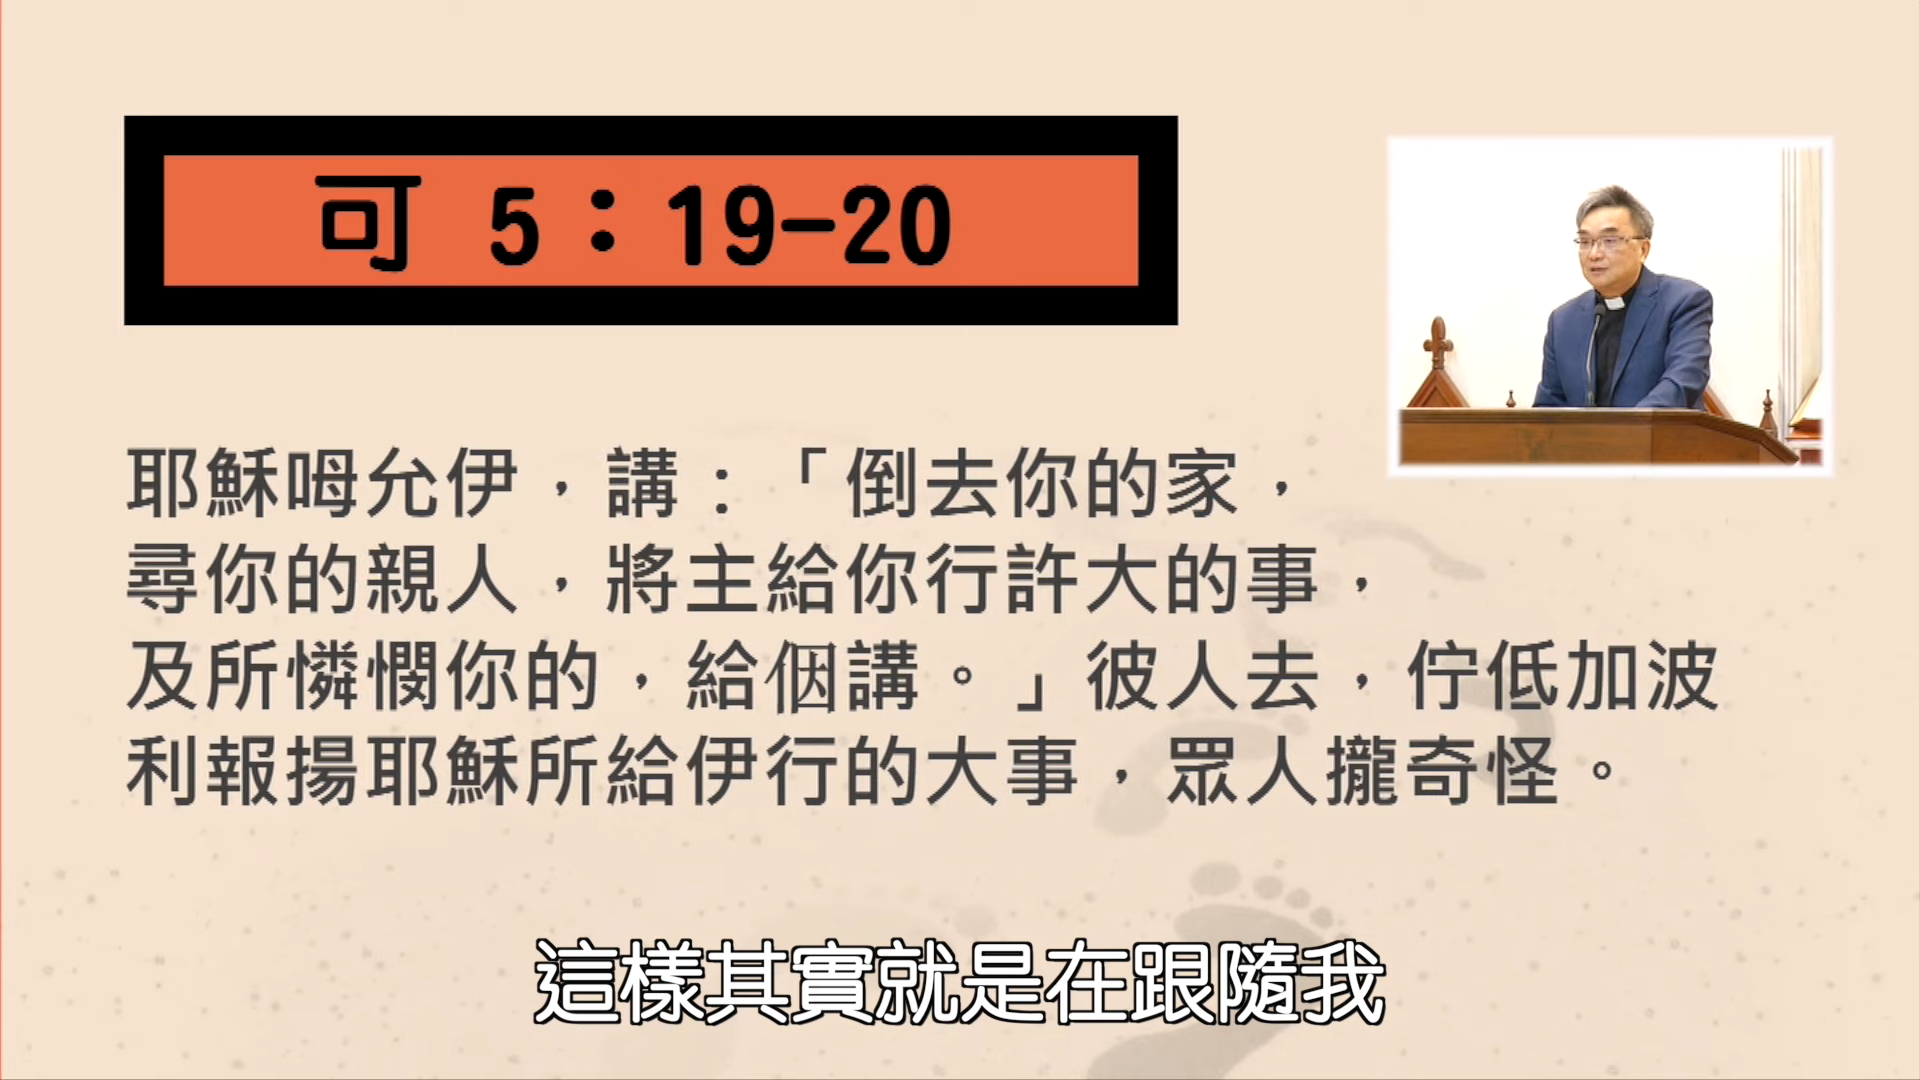 可 5：19-20
耶穌呣允伊，講：「倒去你的家，
尋你的親人，將主給你行許大的事，
及所憐憫你的，給𪜶講。」彼人去，佇低加波
利報揚耶穌所給伊行的大事，眾人攏奇怪。
這樣其實就是在跟隨我